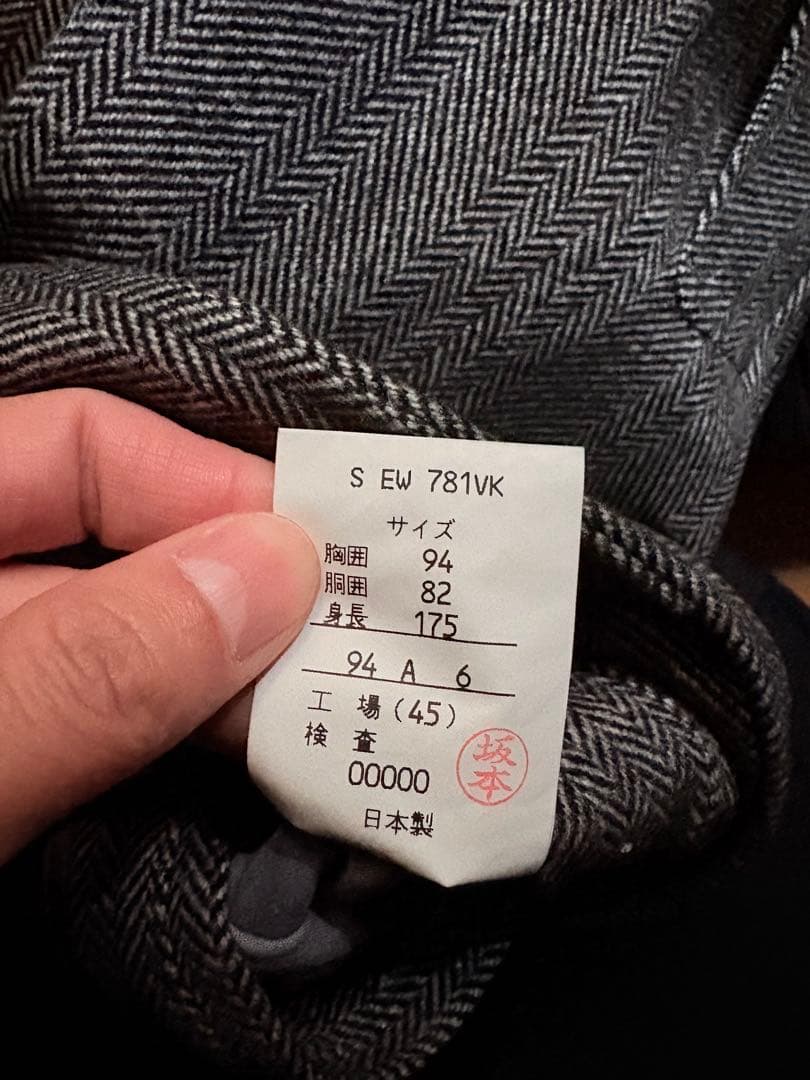 S EW 781VK
サイズ
胸囲 94
胴囲 82
身長 175
94 A 6
工 場(45)
検 査
00000
坂本
日本製